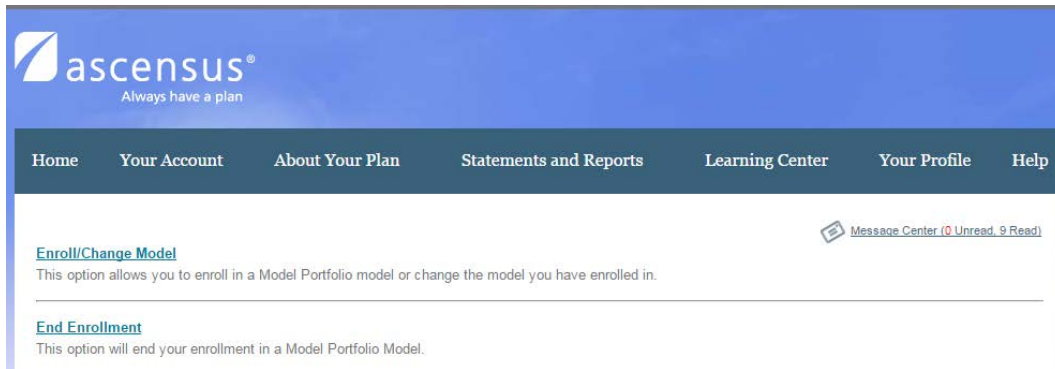 ascensus®
Always have a plan
Home Your Account About Your Plan Statements and Reports Learning Center Your Profile Help
Message Center (0 Unread, 9 Read)
Enroll/Change Model
This option allows you to enroll in a Model Portfolio model or change the model you have enrolled in.
End Enrollment
This option will end your enrollment in a Model Portfolio Model.